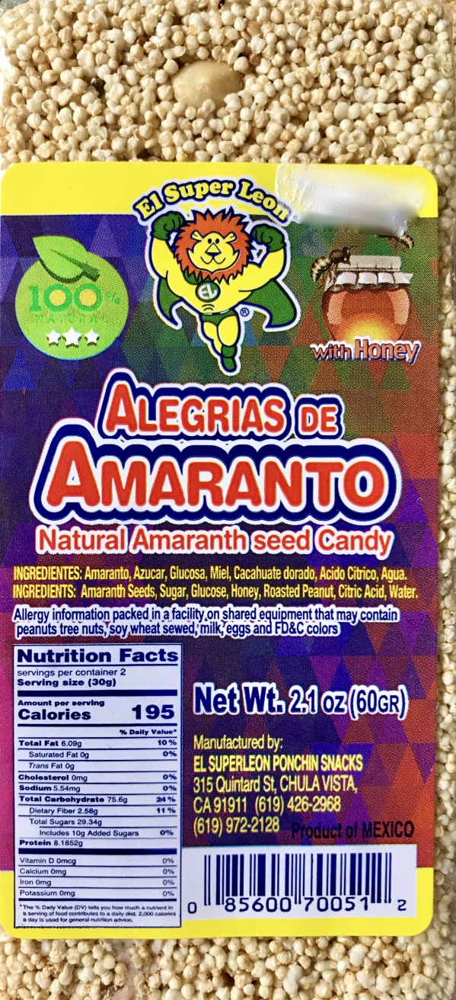 El Super Leon
100%
NATURAL
EL
®
with Honey
ALEGRIAS DE
AMARANTO
Natural Amaranth seed Candy
INGREDIENTES: Amaranto, Azucar, Glucosa, Miel, Cacahuate dorado, Acido Citrico, Agua.
INGREDIENTS: Amaranth Seeds, Sugar, Glucose, Honey, Roasted Peanut, Citric Acid, Water.
Allergy information packed in a facility on shared equipment that may contain
peanuts tree nuts, soy wheat sewed, milk, eggs and FD&C colors
Nutrition Facts
servings per container 2
Serving size (30g)
Amount per serving
Calories 195
% Daily Value*
Total Fat 6.09g 10%
Saturated Fat 0g 0%
Trans Fat 0g
Cholesterol 0mg 0%
Sodium 5.54mg 0%
Total Carbohydrate 75.6g 24%
Dietary Fiber 2.58g 11%
Total Sugars 29.34g
Includes 10g Added Sugars 0%
Protein 8.1852g
Vitamin D 0mcg 0%
Calcium 0mg 0%
Iron 0mg 0%
Potassium 0mg 0%
*The % Daily Value (DV) tells you how much a nutrient in
a serving of food contributes to a daily diet. 2,000 calories
a day is used for general nutrition advice.
Net Wt. 2.1 oz (60GR)
Manufactured by:
EL SUPERLEON PONCHIN SNACKS
315 Quintard St, CHULA VISTA,
CA 91911 (619) 426-2968
(619) 972-2128
Product of MEXICO
0 85600 70051 2